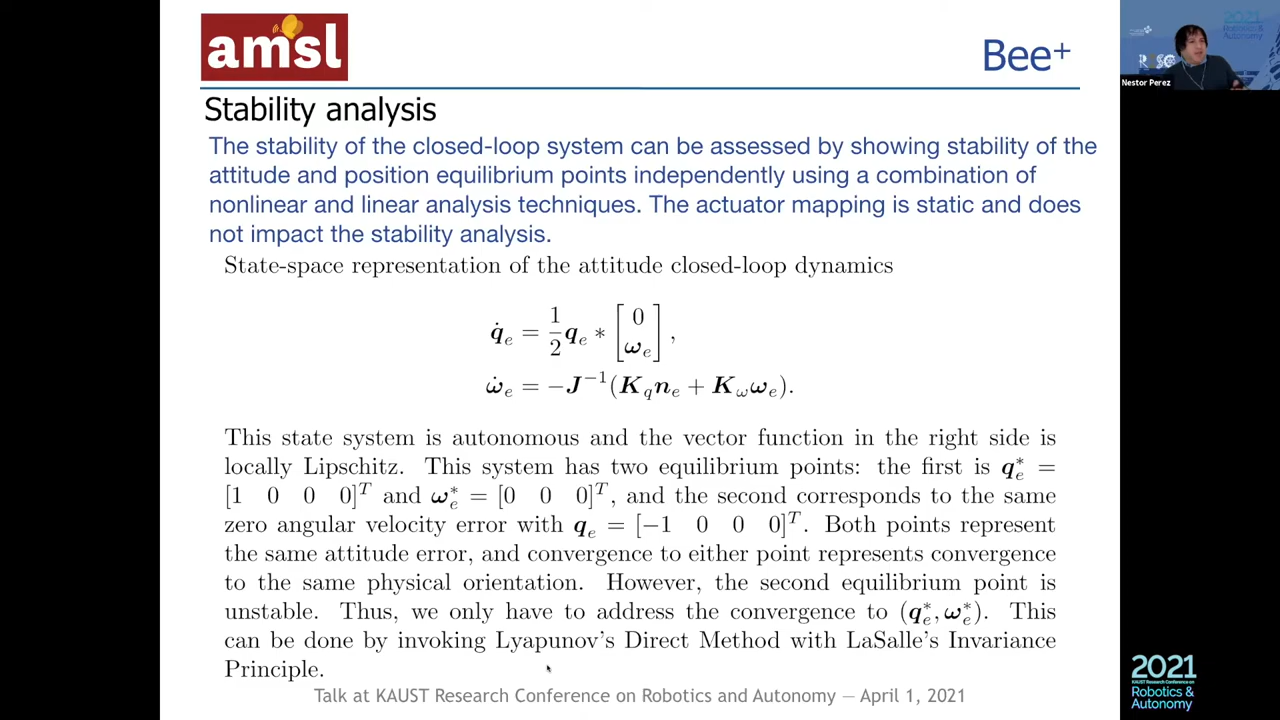 amsl
Bee+
Stability analysis
The stability of the closed-loop system can be assessed by showing stability of the
attitude and position equilibrium points independently using a combination of
nonlinear and linear analysis techniques. The actuator mapping is static and does
not impact the stability analysis.
State-space representation of the attitude closed-loop dynamics
q̇ₑ = 1/2 qₑ ∗ [0 ωₑ],
ω̇ₑ = −J⁻¹(K_q nₑ + K_ω ωₑ).
This state system is autonomous and the vector function in the right side is
locally Lipschitz. This system has two equilibrium points: the first is qₑ* =
[1 0 0 0]ᵀ and ωₑ* = [0 0 0]ᵀ, and the second corresponds to the same
zero angular velocity error with qₑ = [−1 0 0 0]ᵀ. Both points represent
the same attitude error, and convergence to either point represents convergence
to the same physical orientation. However, the second equilibrium point is
unstable. Thus, we only have to address the convergence to (qₑ*, ωₑ*). This
can be done by invoking Lyapunov's Direct Method with LaSalle's Invariance
Principle.
Talk at KAUST Research Conference on Robotics and Autonomy — April 1, 2021
2021
Robotics
& Autonomy
Nestor Perez
2021
KAUST Research Conference on
Robotics &
Autonomy